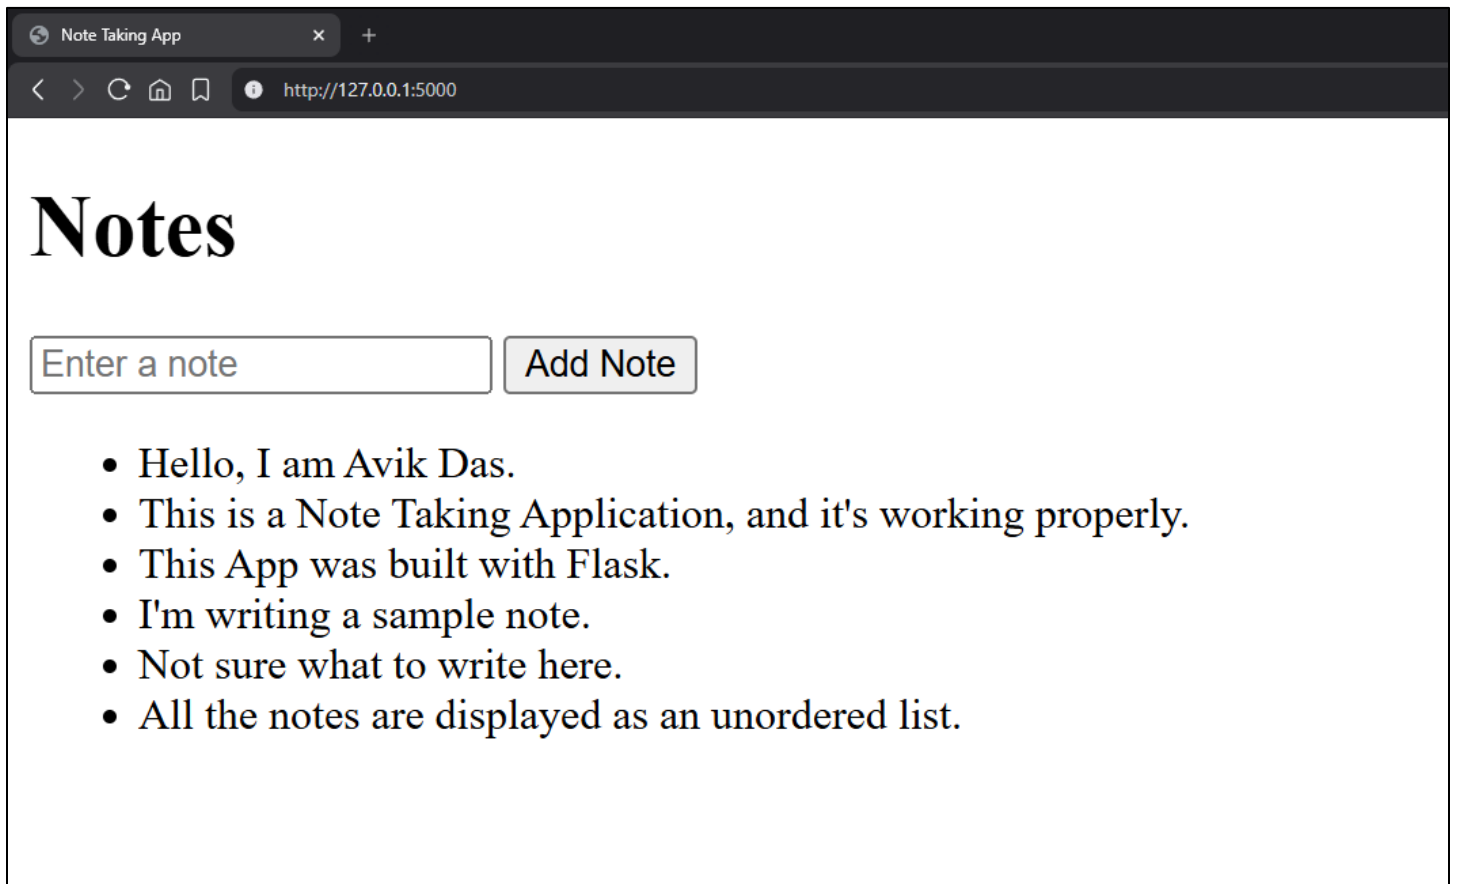 Note Taking App
http://127.0.0.1:5000
Notes
Enter a note Add Note
Hello, I am Avik Das.
This is a Note Taking Application, and it's working properly.
This App was built with Flask.
I'm writing a sample note.
Not sure what to write here.
All the notes are displayed as an unordered list.